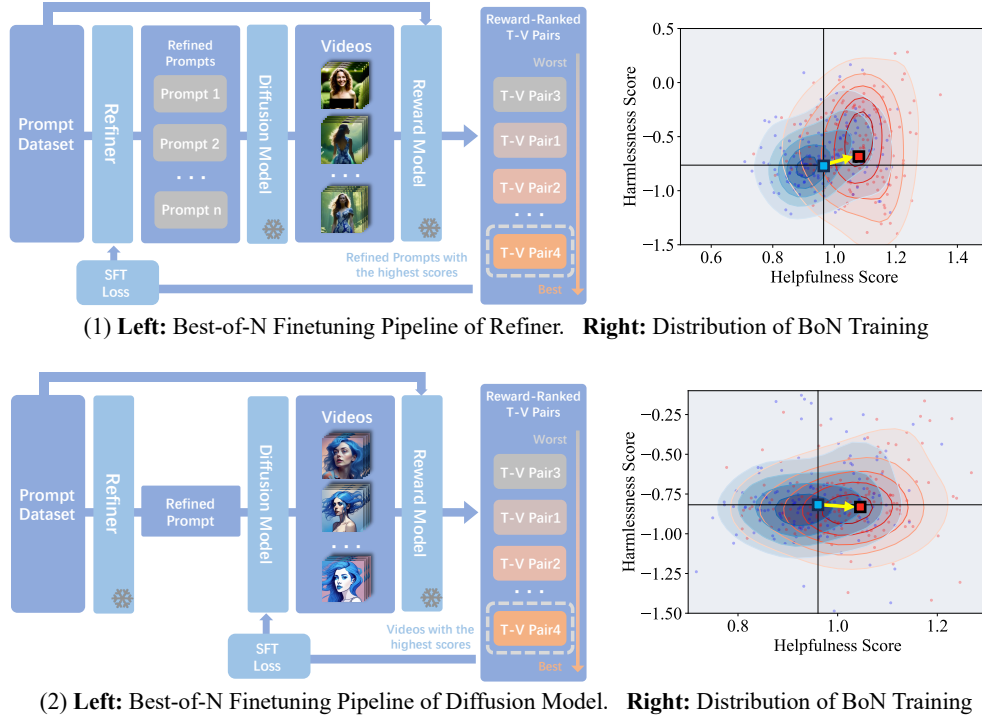 Prompt
Dataset
Refiner
Refined
Prompts
Prompt 1
Prompt 2
. . .
Prompt n
Diffusion Model
Videos
. . .
Reward Model
Reward-Ranked
T-V Pairs
Worst
T-V Pair3
T-V Pair1
T-V Pair2
. . .
T-V Pair4
Best
Refined Prompts with
the highest scores
SFT
Loss
Harmlessness Score
0.5
0.0
−0.5
−1.0
−1.5
0.6 0.8 1.0 1.2 1.4
Helpfulness Score
(1) Left: Best-of-N Finetuning Pipeline of Refiner. Right: Distribution of BoN Training
Prompt
Dataset
Refiner
Refined
Prompt
Diffusion Model
Videos
. . .
Reward Model
Reward-Ranked
T-V Pairs
Worst
T-V Pair3
T-V Pair1
T-V Pair2
. . .
T-V Pair4
Best
Videos with the
highest scores
SFT
Loss
Harmlessness Score
−0.25
−0.50
−0.75
−1.00
−1.25
−1.50
0.8 1.0 1.2
Helpfulness Score
(2) Left: Best-of-N Finetuning Pipeline of Diffusion Model. Right: Distribution of BoN Training